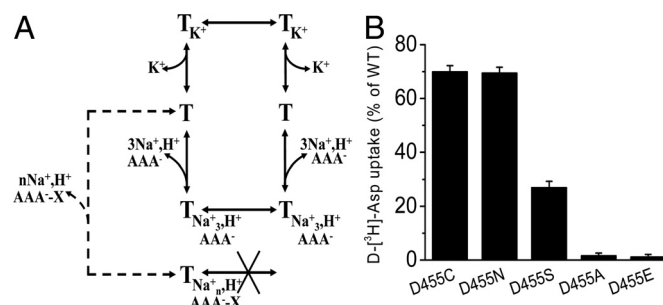 A
B
T K⁺ T K⁺
K⁺ K⁺
T T
3Na⁺,H⁺ 3Na⁺,H⁺
AAA⁻ AAA⁻
nNa⁺,H⁺
AAA⁻-X
T Na⁺₃,H⁺ T Na⁺₃,H⁺
AAA⁻ AAA⁻
T Na⁺ₙ,H⁺
AAA⁻-X
D-[³H]-Asp uptake (% of WT)
80
60
40
20
0
D455C D455N D455S D455A D455E